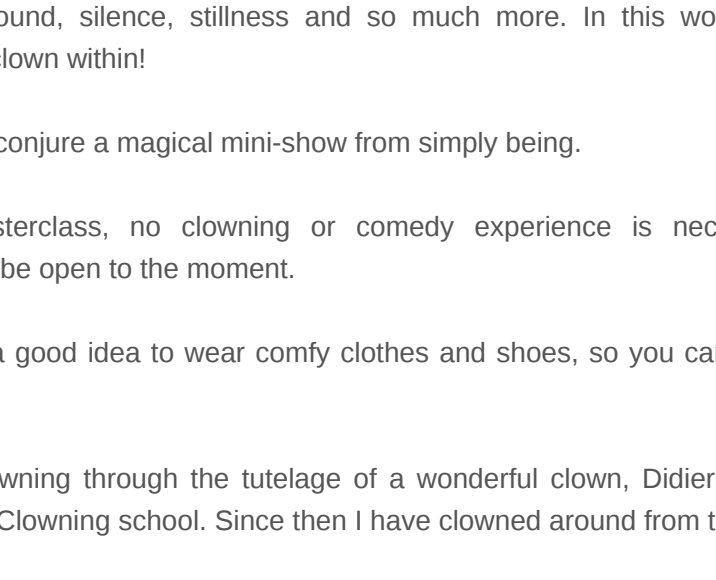 ound, silence, stillness and so much more. In this wo
clown within!
conjure a magical mini-show from simply being.
sterclass, no clowning or comedy experience is nec
be open to the moment.
a good idea to wear comfy clothes and shoes, so you car
wning through the tutelage of a wonderful clown, Didier
Clowning school. Since then I have clowned around from t